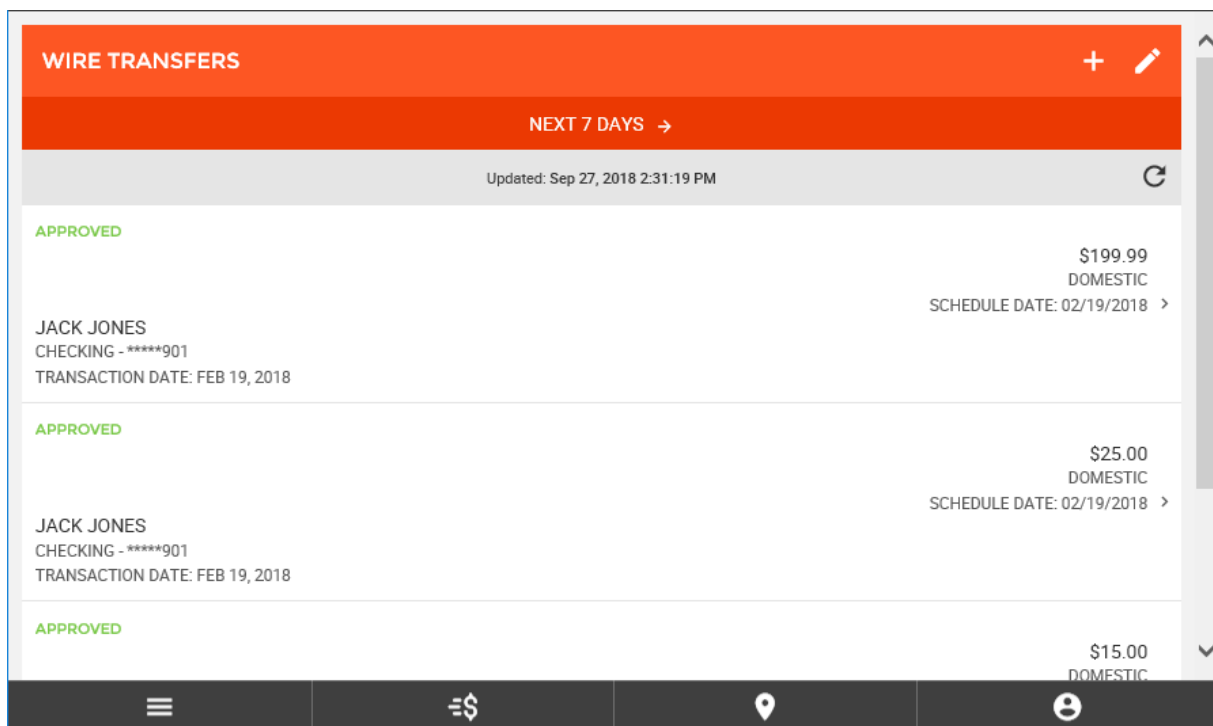 WIRE TRANSFERS
NEXT 7 DAYS →
Updated: Sep 27, 2018 2:31:19 PM
APPROVED
$199.99
DOMESTIC
SCHEDULE DATE: 02/19/2018 >
JACK JONES
CHECKING - *****901
TRANSACTION DATE: FEB 19, 2018
APPROVED
$25.00
DOMESTIC
SCHEDULE DATE: 02/19/2018 >
JACK JONES
CHECKING - *****901
TRANSACTION DATE: FEB 19, 2018
APPROVED
$15.00
DOMESTIC